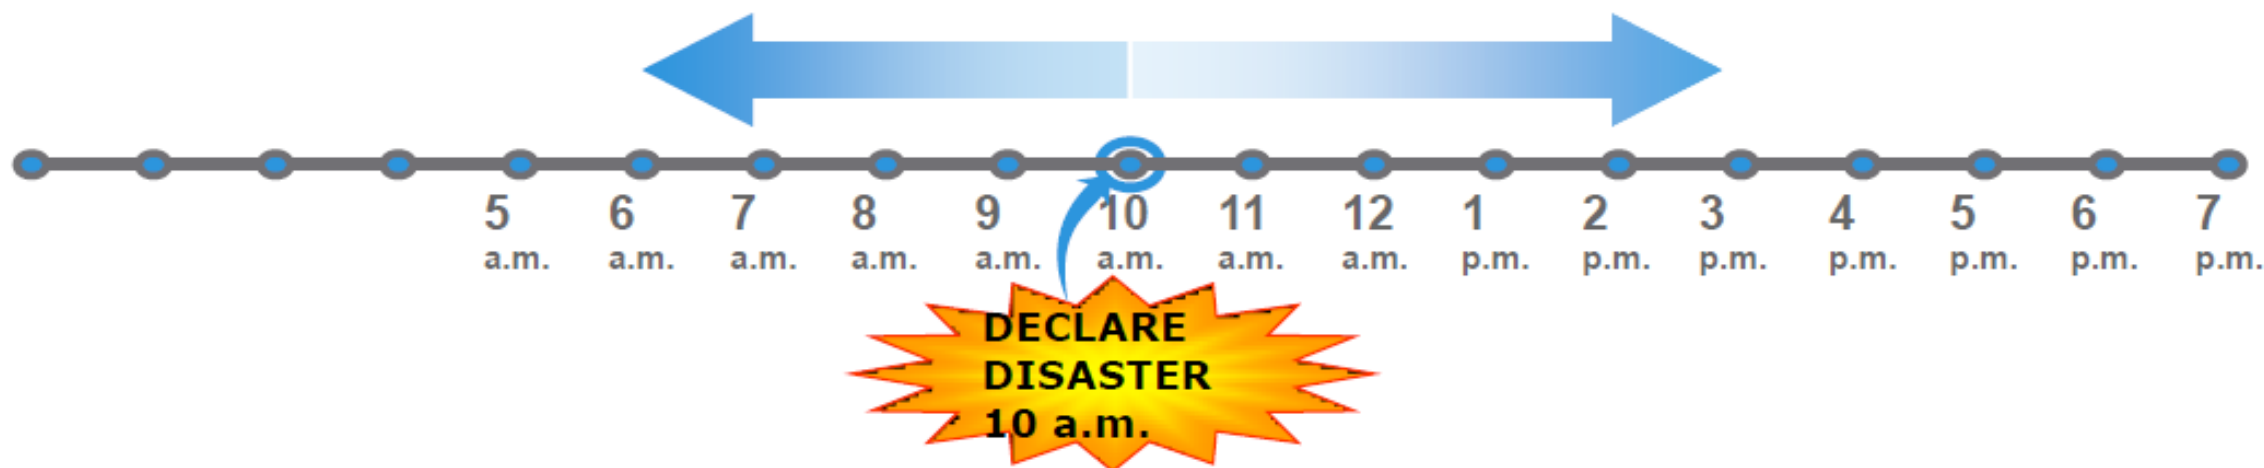 5 6 7 8 9 10 11 12 1 2 3 4 5 6 7
a.m. a.m. a.m. a.m. a.m. a.m. a.m. a.m. p.m. p.m. p.m. p.m. p.m. p.m. p.m.
DECLARE
DISASTER
10 a.m.